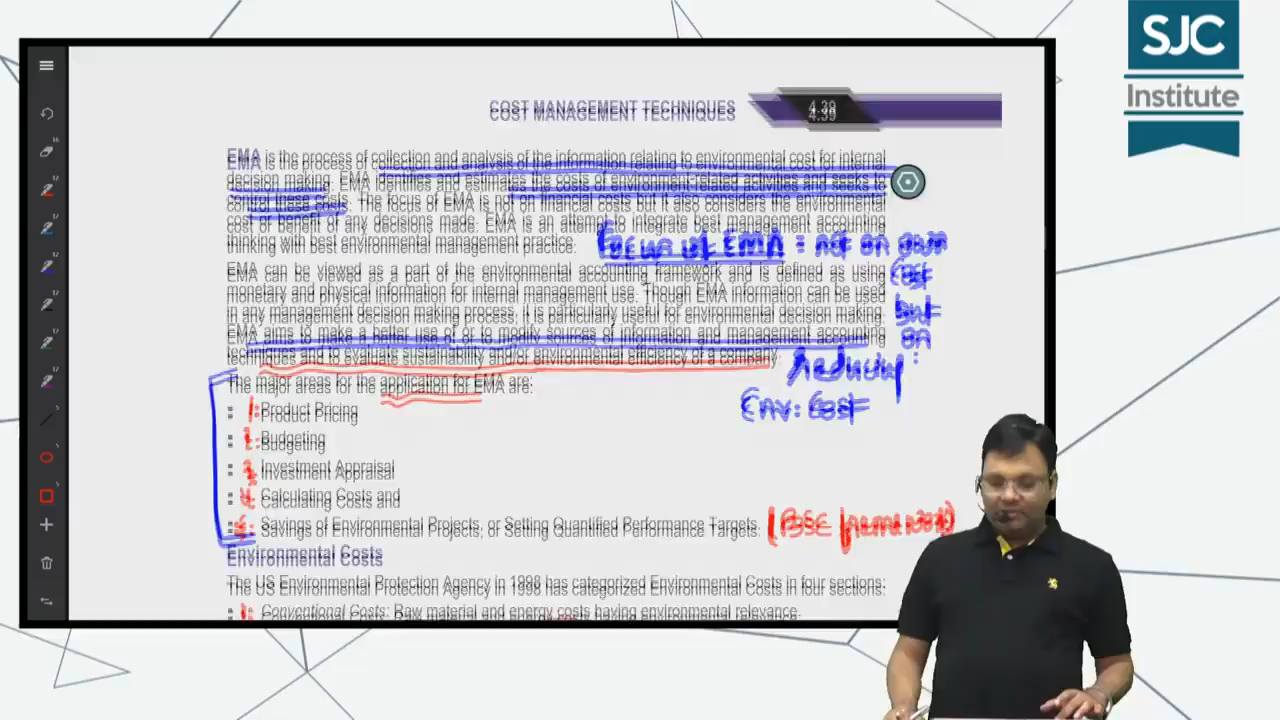 SJC
Institute
COST MANAGEMENT TECHNIQUES 4.39
EMA is the process of collection and analysis of the information relating to environmental cost for internal
decision making. EMA identifies and estimates the costs of environment-related activities and seeks to
control these costs. The focus of EMA is not on financial costs but it also considers the environmental
cost or benefit of any decisions made. EMA is an attempt to integrate best management accounting
thinking with best environmental management practice.
Focus of EMA = not on own
cost
but
on
reducing
Env. Cost
EMA can be viewed as a part of the environmental accounting framework and is defined as using
monetary and physical information for internal management use. Though EMA information can be used
in any management decision making process, it is particularly useful for environmental decision making.
EMA aims to make a better use of or to modify sources of information and management accounting
techniques and to evaluate sustainability and/or environmental efficiency of a company.
The major areas for the application for EMA are:
1. Product Pricing
2. Budgeting
3. Investment Appraisal
4. Calculating Costs and
5. Savings of Environmental Projects, or Setting Quantified Performance Targets. (BSC framework)
Environmental Costs
The US Environmental Protection Agency in 1998 has categorized Environmental Costs in four sections:
Conventional Costs: Raw material and energy costs having environmental relevance.